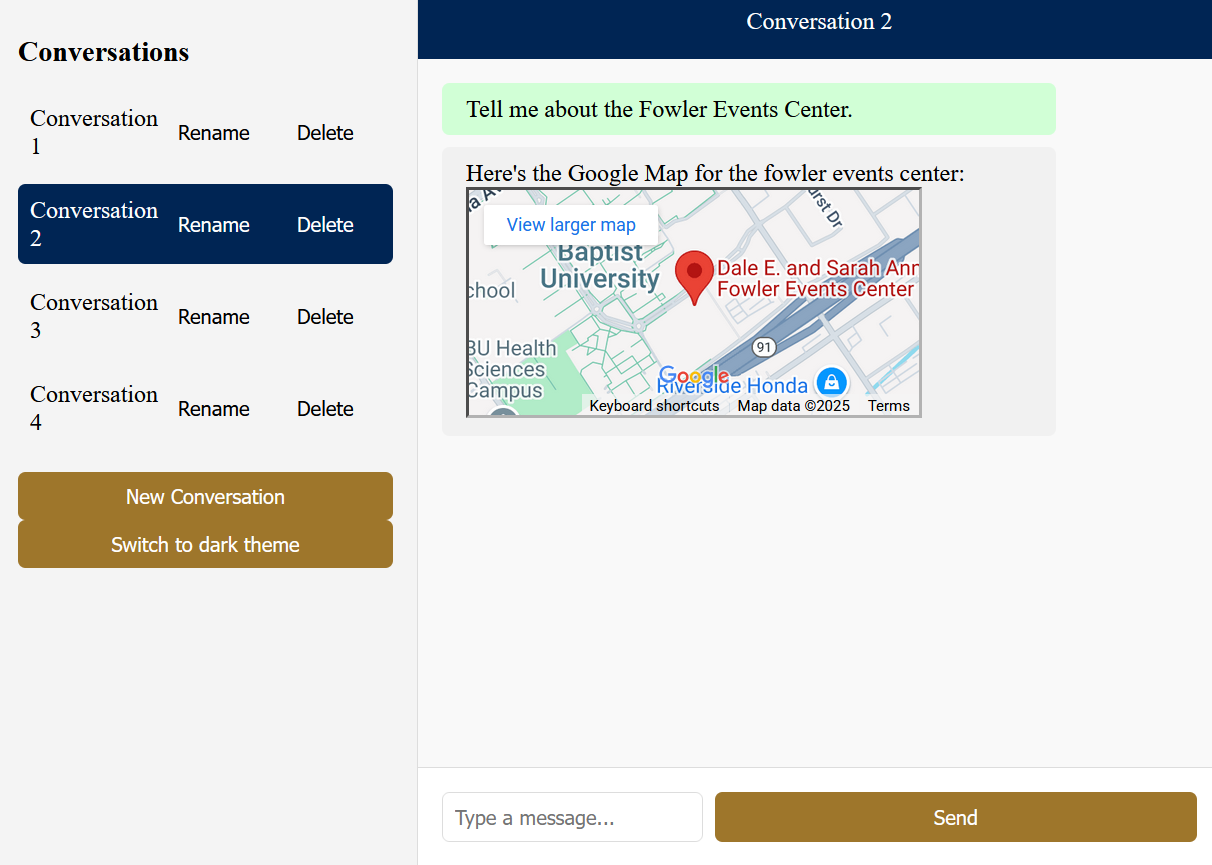 Conversations
Conversation
1
Rename
Delete
Conversation
2
Rename
Delete
Conversation
3
Rename
Delete
Conversation
4
Rename
Delete
New Conversation
Switch to dark theme
Conversation 2
Tell me about the Fowler Events Center.
Here's the Google Map for the fowler events center:
View larger map
Baptist
University
Dale E. and Sarah Ann
Fowler Events Center
chool
91
BU Health
Sciences
Campus
Google
Riverside Honda
Keyboard shortcuts
Map data ©2025
Terms
Type a message...
Send